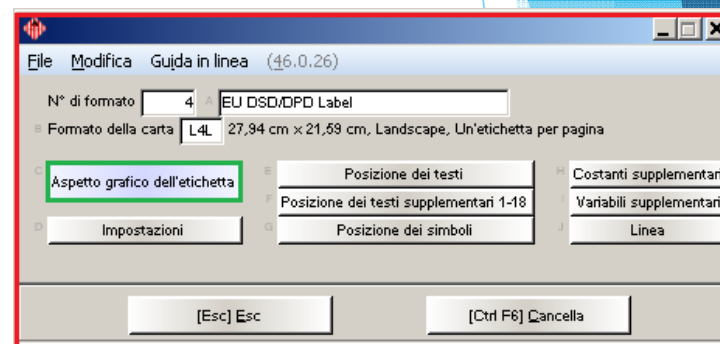 File Modifica Guida in linea (46.0.26)
N° di formato 4 A EU DSD/DPD Label
B Formato della carta L4L 27,94 cm x 21,59 cm, Landscape, Un'etichetta per pagina
C Aspetto grafico dell'etichetta E Posizione dei testi H Costanti supplementari
F Posizione dei testi supplementari 1-18 I Variabili supplementari
D Impostazioni G Posizione dei simboli J Linea
[Esc] Esc [Ctrl F6] Cancella